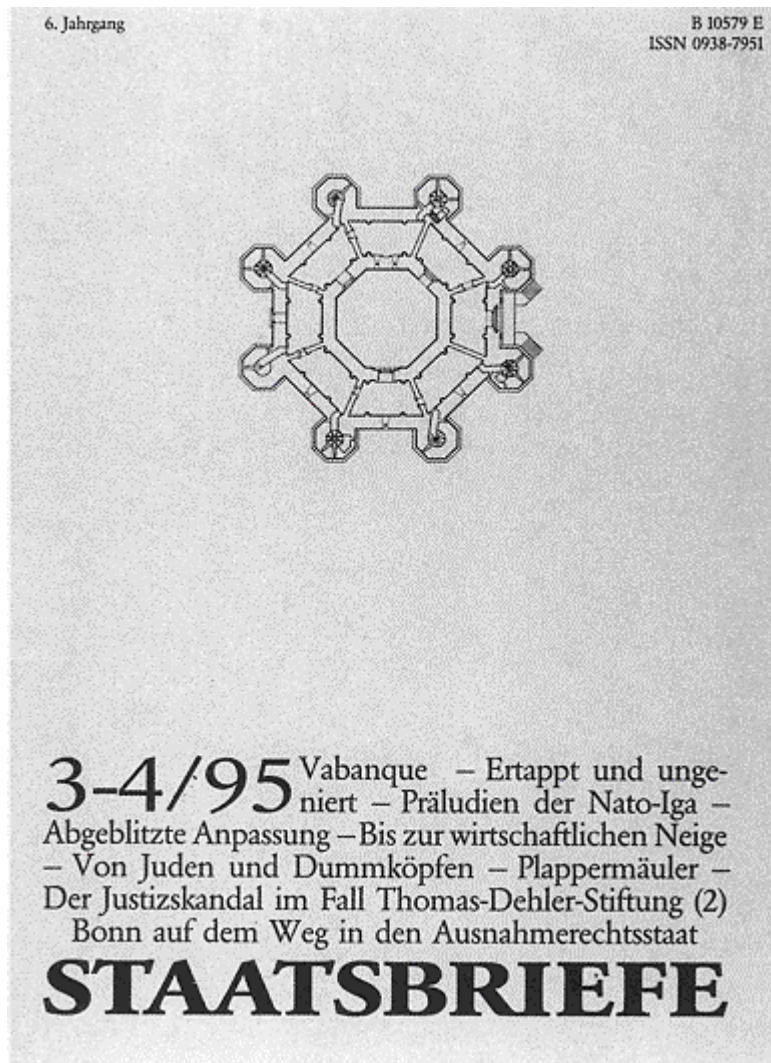 6. Jahrgang
B 10579 E
ISSN 0938-7951
3-4/95 Vabanque – Ertappt und unge-
niert – Präludien der Nato-Iga –
Abgeblitzte Anpassung – Bis zur wirtschaftlichen Neige
– Von Juden und Dummköpfen – Plappermäuler –
Der Justizskandal im Fall Thomas-Dehler-Stiftung (2)
Bonn auf dem Weg in den Ausnahmerechtsstaat
STAATSBRIEFE